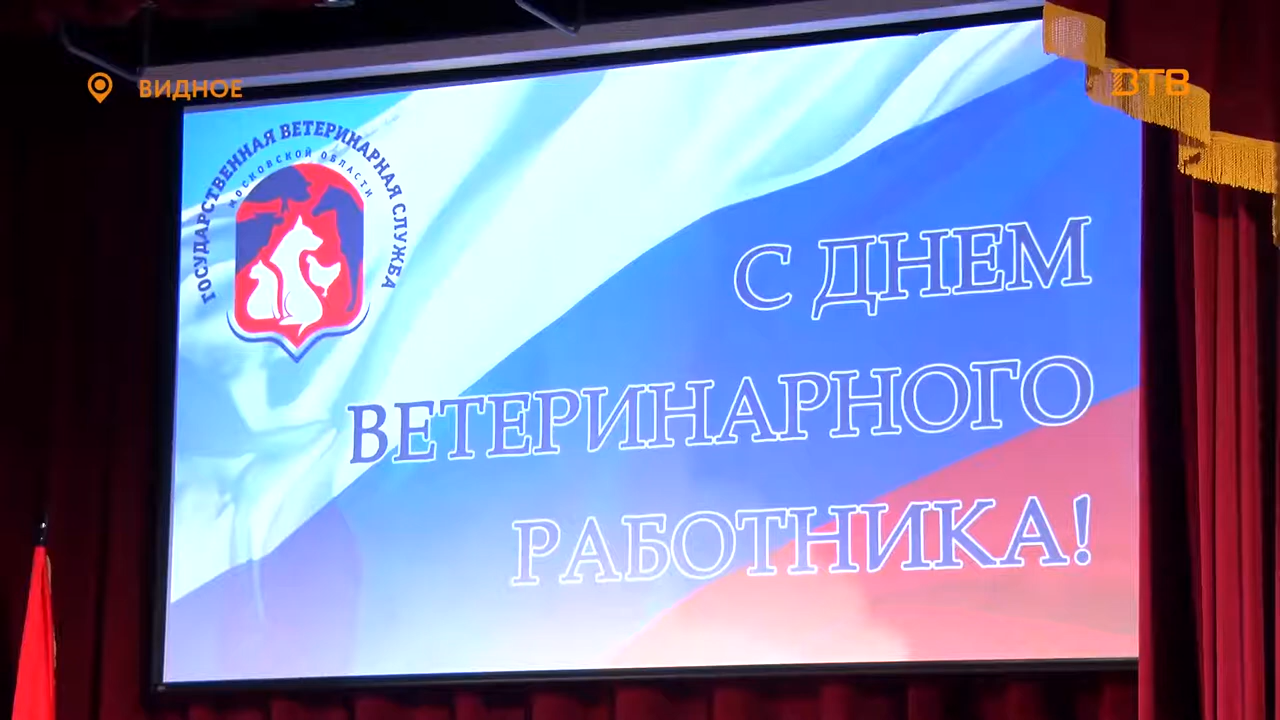 ВИДНОЕ
ВТВ
ГОСУДАРСТВЕННАЯ ВЕТЕРИНАРНАЯ СЛУЖБА
МОСКОВСКОЙ ОБЛАСТИ
С ДНЕМ
ВЕТЕРИНАРНОГО
РАБОТНИКА!